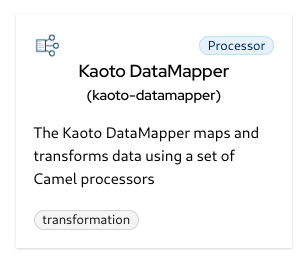 Processor
Kaoto DataMapper
(kaoto-datamapper)
The Kaoto DataMapper maps and
transforms data using a set of
Camel processors
transformation